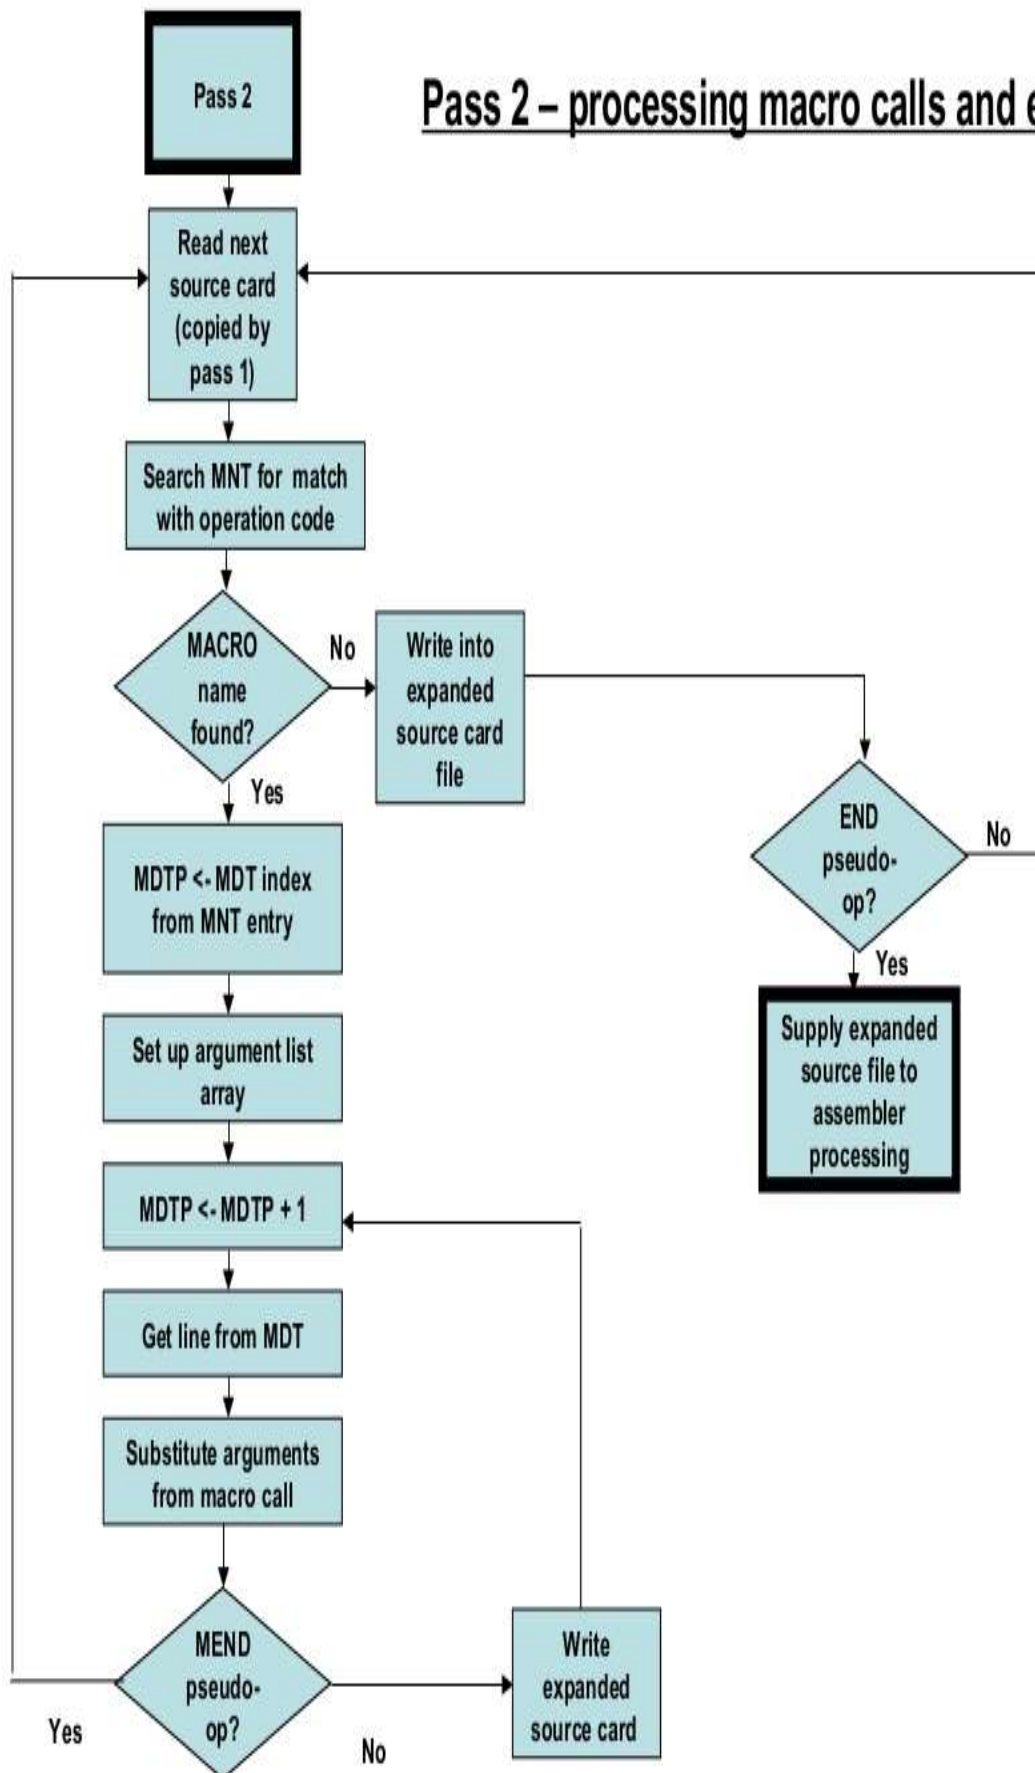 Pass 2
Pass 2 – processing macro calls and e
Read next
source card
(copied by
pass 1)
Search MNT for match
with operation code
MACRO
name
found?
No
Write into
expanded
source card
file
Yes
END
pseudo-
op?
No
MDTP <- MDT index
from MNT entry
Yes
Supply expanded
source file to
assembler
processing
Set up argument list
array
MDTP <- MDTP + 1
Get line from MDT
Substitute arguments
from macro call
MEND
pseudo-
op?
Yes
No
Write
expanded
source card